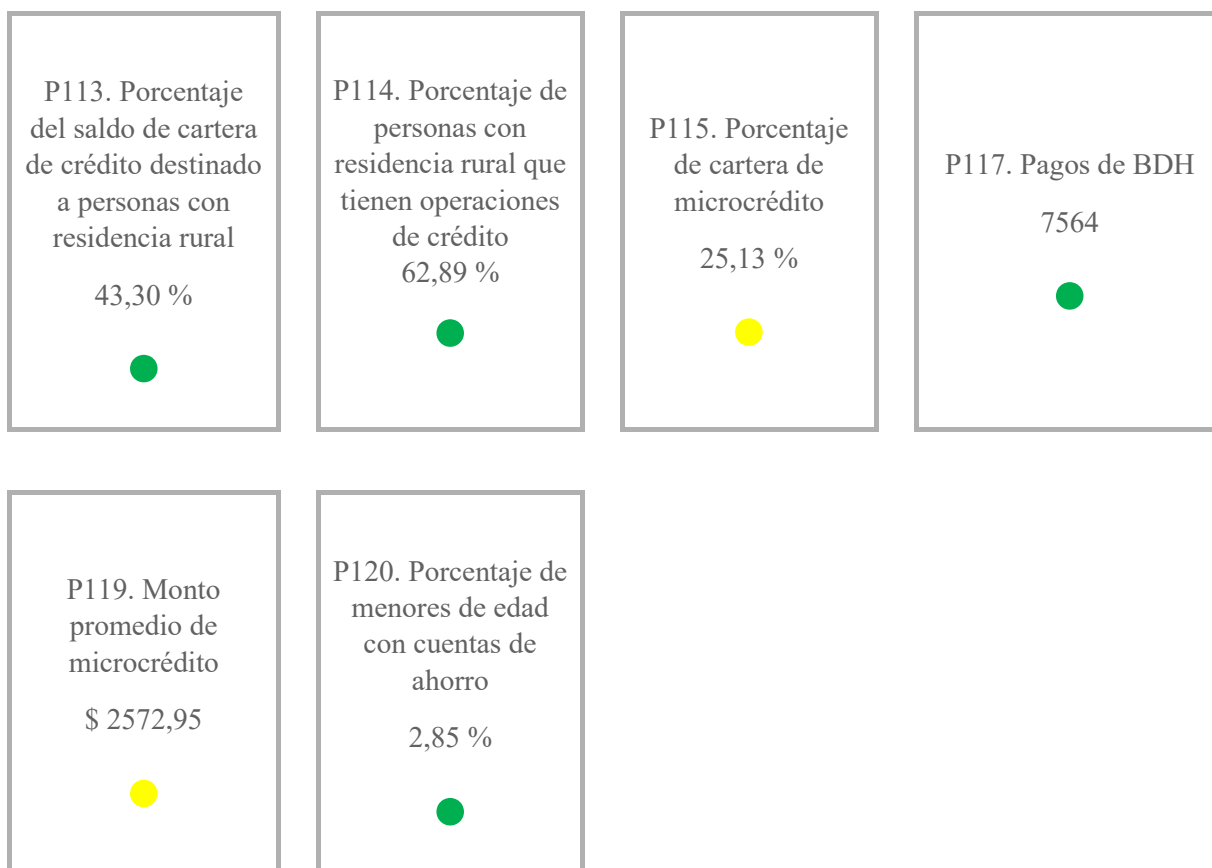 P113. Porcentaje
del saldo de cartera
de crédito destinado
a personas con
residencia rural
43,30 %
P114. Porcentaje de
personas con
residencia rural que
tienen operaciones
de crédito
62,89 %
P115. Porcentaje
de cartera de
microcrédito
25,13 %
P117. Pagos de BDH
7564
P119. Monto
promedio de
microcrédito
$ 2572,95
P120. Porcentaje de
menores de edad
con cuentas de
ahorro
2,85 %